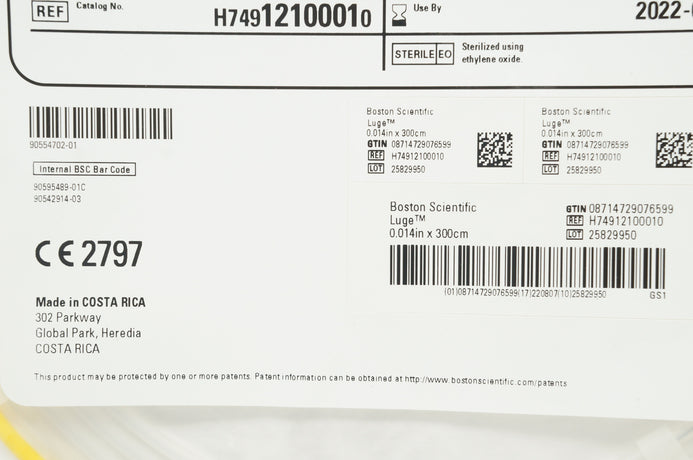 REF Catalog No. H74912100010
Use By 2022-
STERILE EO Sterilized using
ethylene oxide.
90554702-01
Internal BSC Bar Code
90595489-01C
90542914-03
CE 2797
Made in COSTA RICA
302 Parkway
Global Park, Heredia
COSTA RICA
Boston Scientific
Luge™
0.014in x 300cm
GTIN 08714729076599
REF H74912100010
LOT 25829950
Boston Scientific
Luge™
0.014in x 300cm
GTIN 08714729076599
REF H74912100010
LOT 25829950
Boston Scientific
Luge™
0.014in x 300cm
GTIN 08714729076599
REF H74912100010
LOT 25829950
(01)08714729076599(17)220807(10)25829950
GS1
This product may be protected by one or more patents. Patent information can be obtained at http://www.bostonscientific.com/patents